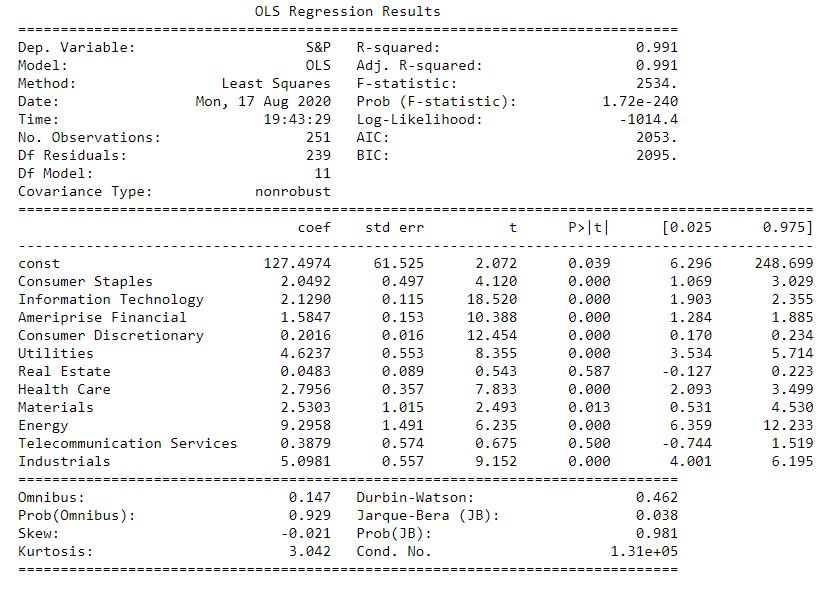 OLS Regression Results
==============================================================================
Dep. Variable: S&P R-squared: 0.991
Model: OLS Adj. R-squared: 0.991
Method: Least Squares F-statistic: 2534.
Date: Mon, 17 Aug 2020 Prob (F-statistic): 1.72e-240
Time: 19:43:29 Log-Likelihood: -1014.4
No. Observations: 251 AIC: 2053.
Df Residuals: 239 BIC: 2095.
Df Model: 11
Covariance Type: nonrobust
==============================================================================================
coef std err t P>|t| [0.025 0.975]
----------------------------------------------------------------------------------------------
const 127.4974 61.525 2.072 0.039 6.296 248.699
Consumer Staples 2.0492 0.497 4.120 0.000 1.069 3.029
Information Technology 2.1290 0.115 18.520 0.000 1.903 2.355
Ameriprise Financial 1.5847 0.153 10.388 0.000 1.284 1.885
Consumer Discretionary 0.2016 0.016 12.454 0.000 0.170 0.234
Utilities 4.6237 0.553 8.355 0.000 3.534 5.714
Real Estate 0.0483 0.089 0.543 0.587 -0.127 0.223
Health Care 2.7956 0.357 7.833 0.000 2.093 3.499
Materials 2.5303 1.015 2.493 0.013 0.531 4.530
Energy 9.2958 1.491 6.235 0.000 6.359 12.233
Telecommunication Services 0.3879 0.574 0.675 0.500 -0.744 1.519
Industrials 5.0981 0.557 9.152 0.000 4.001 6.195
==============================================================================
Omnibus: 0.147 Durbin-Watson: 0.462
Prob(Omnibus): 0.929 Jarque-Bera (JB): 0.038
Skew: -0.021 Prob(JB): 0.981
Kurtosis: 3.042 Cond. No. 1.31e+05
==============================================================================